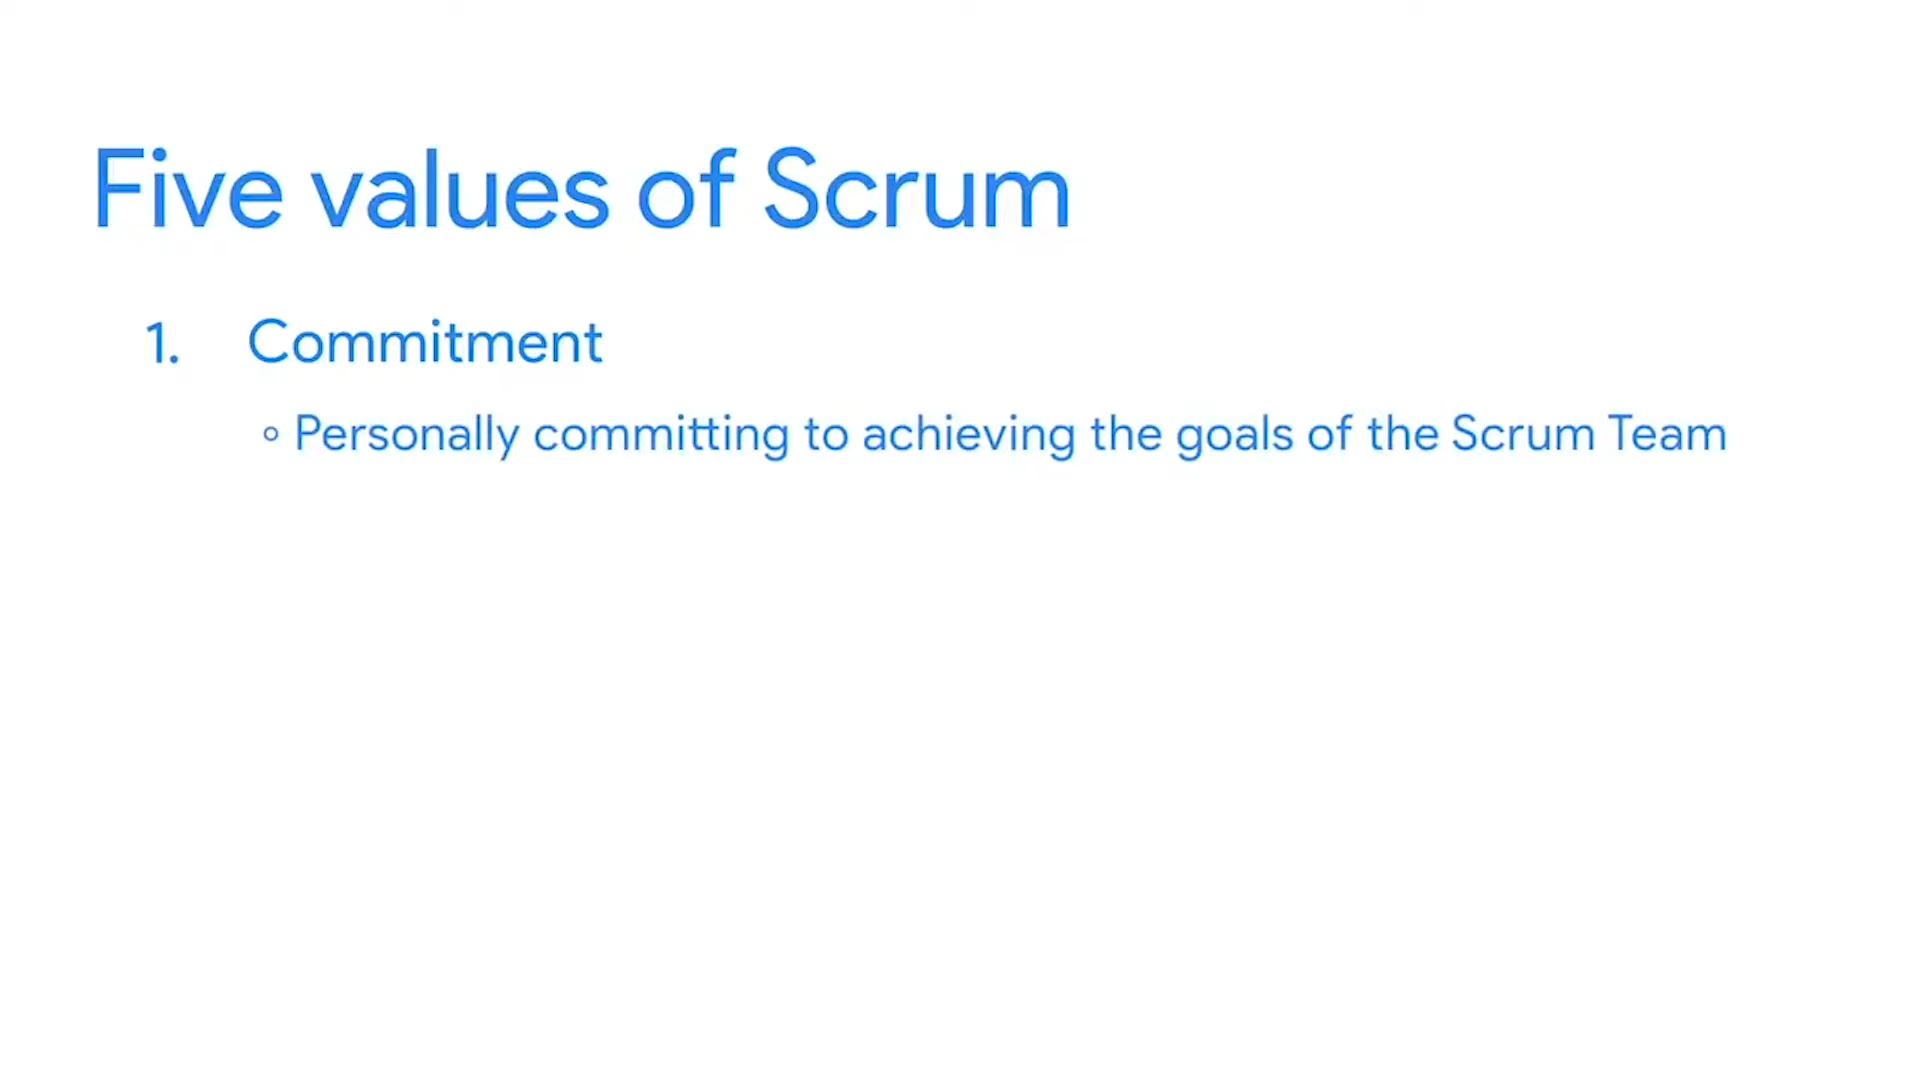 Five values of Scrum
1. Commitment
◦ Personally committing to achieving the goals of the Scrum Team